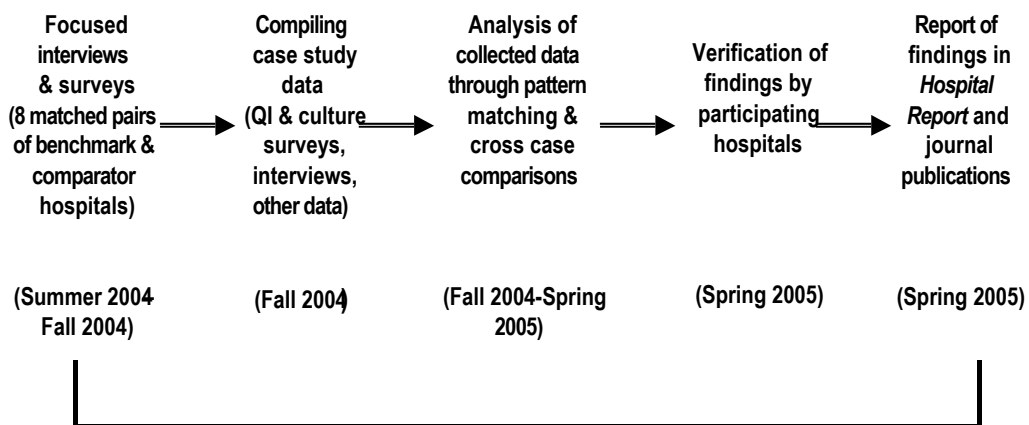 Focused
interviews
& surveys
(8 matched pairs
of benchmark &
comparator
hospitals)
Compiling
case study
data
(QI & culture
surveys,
interviews,
other data)
Analysis of
collected data
through pattern
matching &
cross case
comparisons
Verification of
findings by
participating
hospitals
Report of
findings in
Hospital
Report and
journal
publications
(Summer 2004-
Fall 2004)
(Fall 2004)
(Fall 2004-Spring
2005)
(Spring 2005)
(Spring 2005)